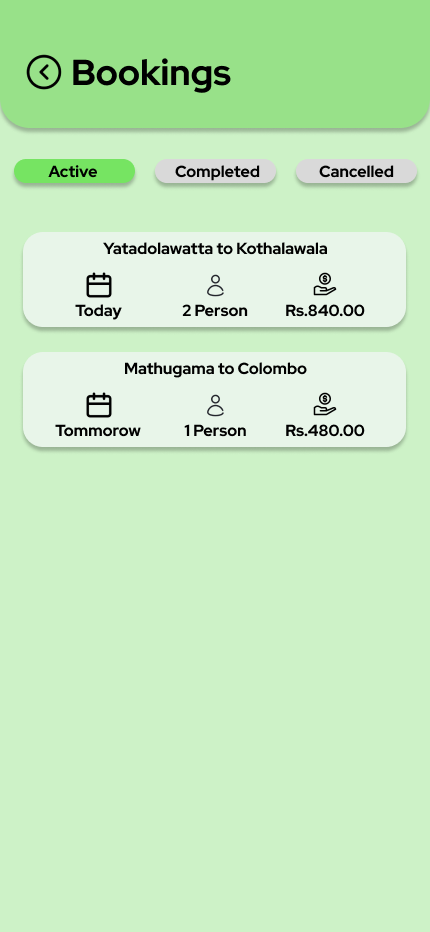 Bookings
Active Completed Cancelled
Yatadolawatta to Kothalawala
Today 2 Person Rs.840.00
Mathugama to Colombo
Tommorow 1 Person Rs.480.00